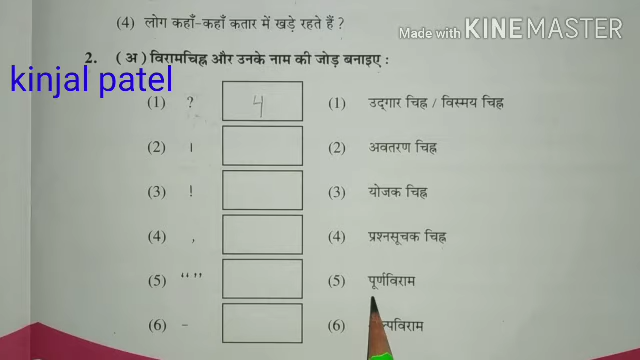 (4) लोग कहाँ-कहाँ कतार में खड़े रहते हैं ?
Made with KINEMASTER
2. (अ) विरामचिह्न और उनके नाम की जोड़ बनाइए :
kinjal patel
(1) ? 4 (1) उद्गार चिह्न / विस्मय चिह्न
(2) । (2) अवतरण चिह्न
(3) ! (3) योजक चिह्न
(4) , (4) प्रश्नसूचक चिह्न
(5) “ ” (5) पूर्णविराम
(6) - (6)